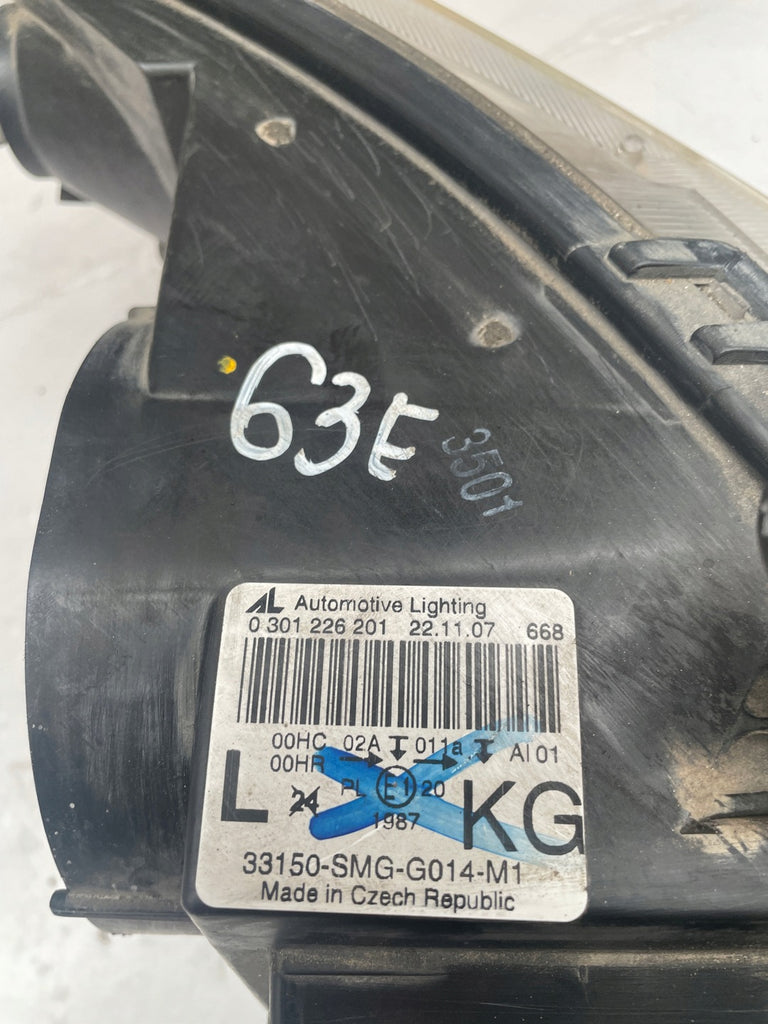 63E
3501
AL Automotive Lighting
0 301 226 201 22.11.07 668
00HC 02A 011a AI 01
00HR
L 24 PL E1 20 KG
1987
33150-SMG-G014-M1
Made in Czech Republic